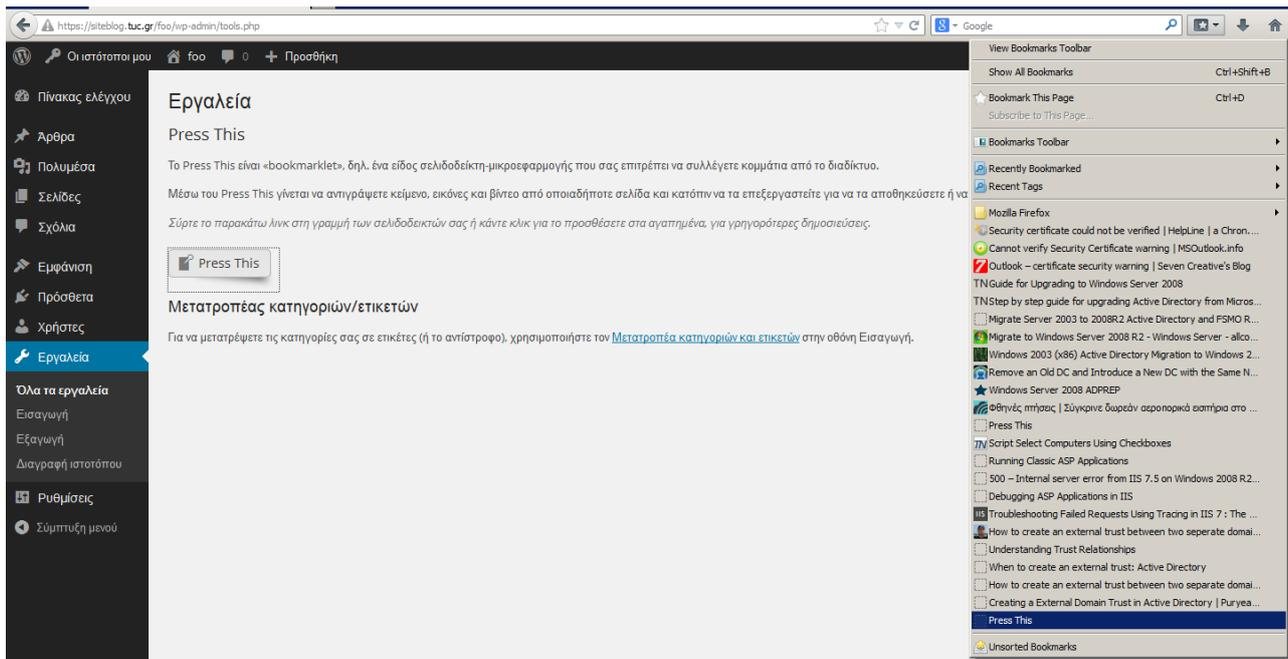 https://siteblog.tuc.gr/foo/wp-admin/tools.php
Google
Οι ιστότοποι μου foo 0 Προσθήκη
Πίνακας ελέγχου
Άρθρα
Πολυμέσα
Σελίδες
Σχόλια
Εμφάνιση
Πρόσθετα
Χρήστες
Εργαλεία
Όλα τα εργαλεία
Εισαγωγή
Εξαγωγή
Διαγραφή ιστοτόπου
Ρυθμίσεις
Σύμπτυξη μενού
Εργαλεία
Press This
Το Press This είναι «bookmarklet», δηλ. ένα είδος σελιδοδείκτη-μικροεφαρμογής που σας επιτρέπει να συλλέγετε κομμάτια από το διαδίκτυο.
Μέσω του Press This γίνεται να αντιγράψετε κείμενο, εικόνες και βίντεο από οποιαδήποτε σελίδα και κατόπιν να τα επεξεργαστείτε για να τα αποθηκεύσετε ή να
Σύρτε το παρακάτω λινκ στη γραμμή των σελιδοδεικτών σας ή κάντε κλικ για το προσθέσετε στα αγαπημένα, για γρηγορότερες δημοσιεύσεις.
Press This
Μετατροπέας κατηγοριών/ετικετών
Για να μετατρέψετε τις κατηγορίες σας σε ετικέτες (ή το αντίστροφο), χρησιμοποιήστε τον Μετατροπέα κατηγοριών και ετικετών στην οθόνη Εισαγωγή.
View Bookmarks Toolbar
Show All Bookmarks Ctrl+Shift+B
Bookmark This Page Ctrl+D
Subscribe to This Page...
Bookmarks Toolbar
Recently Bookmarked
Recent Tags
Mozilla Firefox
Security certificate could not be verified | HelpLine | a Chron....
Cannot verify Security Certificate warning | MSOutlook.info
Outlook – certificate security warning | Seven Creative's Blog
TN Guide for Upgrading to Windows Server 2008
TN Step by step guide for upgrading Active Directory from Micros...
Migrate Server 2003 to 2008R2 Active Directory and FSMO R...
Migrate to Windows Server 2008 R2 - Windows Server - allco...
Windows 2003 (x86) Active Directory Migration to Windows 2...
Remove an Old DC and Introduce a New DC with the Same N...
Windows Server 2008 ADPREP
Φθηνές πτήσεις | Σύγκρινε δωρεάν αεροπορικά εισιτήρια στο ...
Press This
TN Script Select Computers Using Checkboxes
Running Classic ASP Applications
500 – Internal server error from IIS 7.5 on Windows 2008 R2...
Debugging ASP Applications in IIS
IIS Troubleshooting Failed Requests Using Tracing in IIS 7 : The ...
How to create an external trust between two seperate domai...
Understanding Trust Relationships
When to create an external trust: Active Directory
How to create an external trust between two separate domai...
Creating a External Domain Trust in Active Directory | Puryea...
Press This
Unsorted Bookmarks